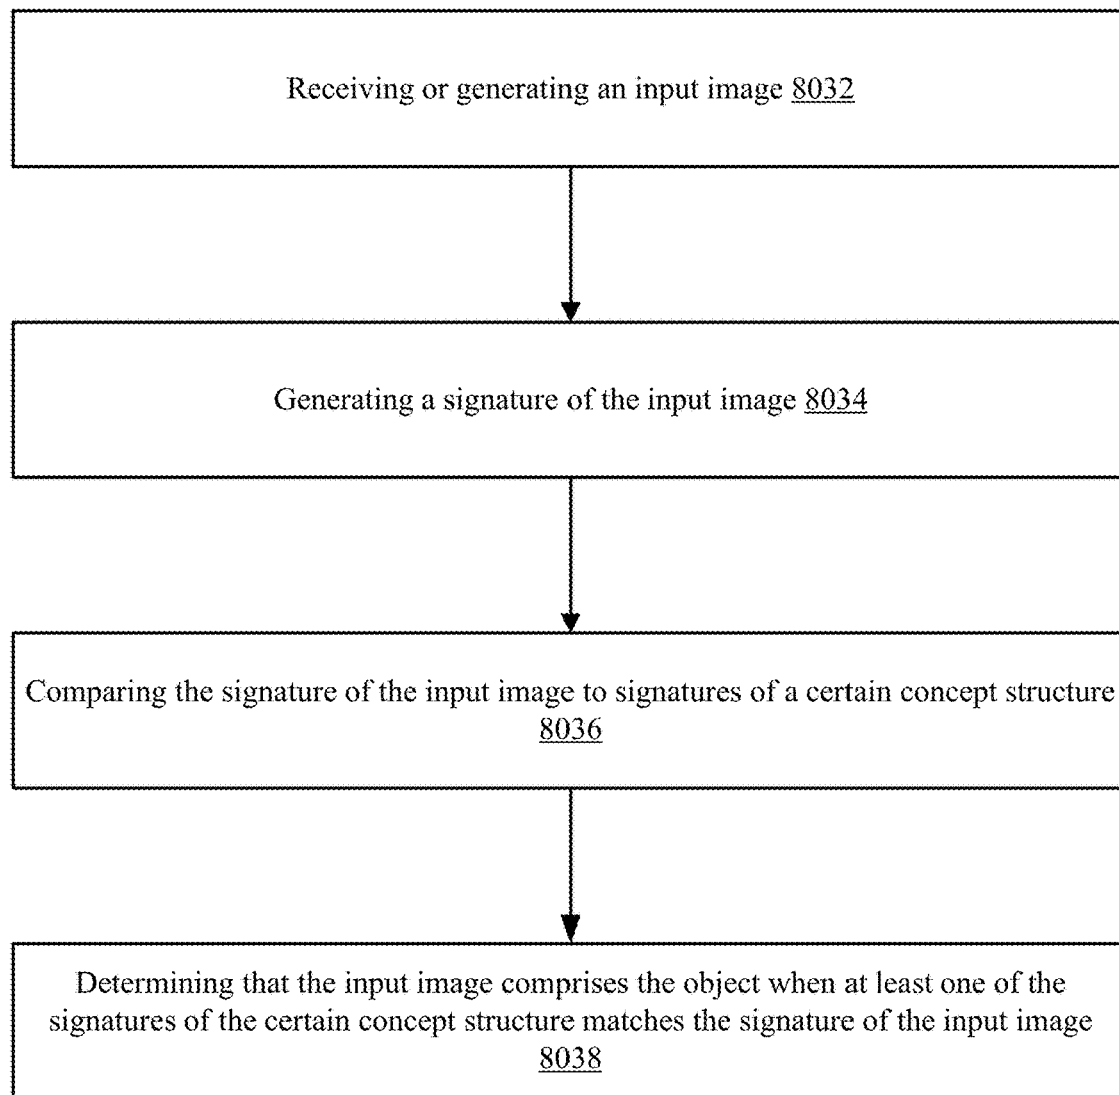 Receiving or generating an input image 8032
Generating a signature of the input image 8034
Comparing the signature of the input image to signatures of a certain concept structure
8036
Determining that the input image comprises the object when at least one of the
signatures of the certain concept structure matches the signature of the input image
8038